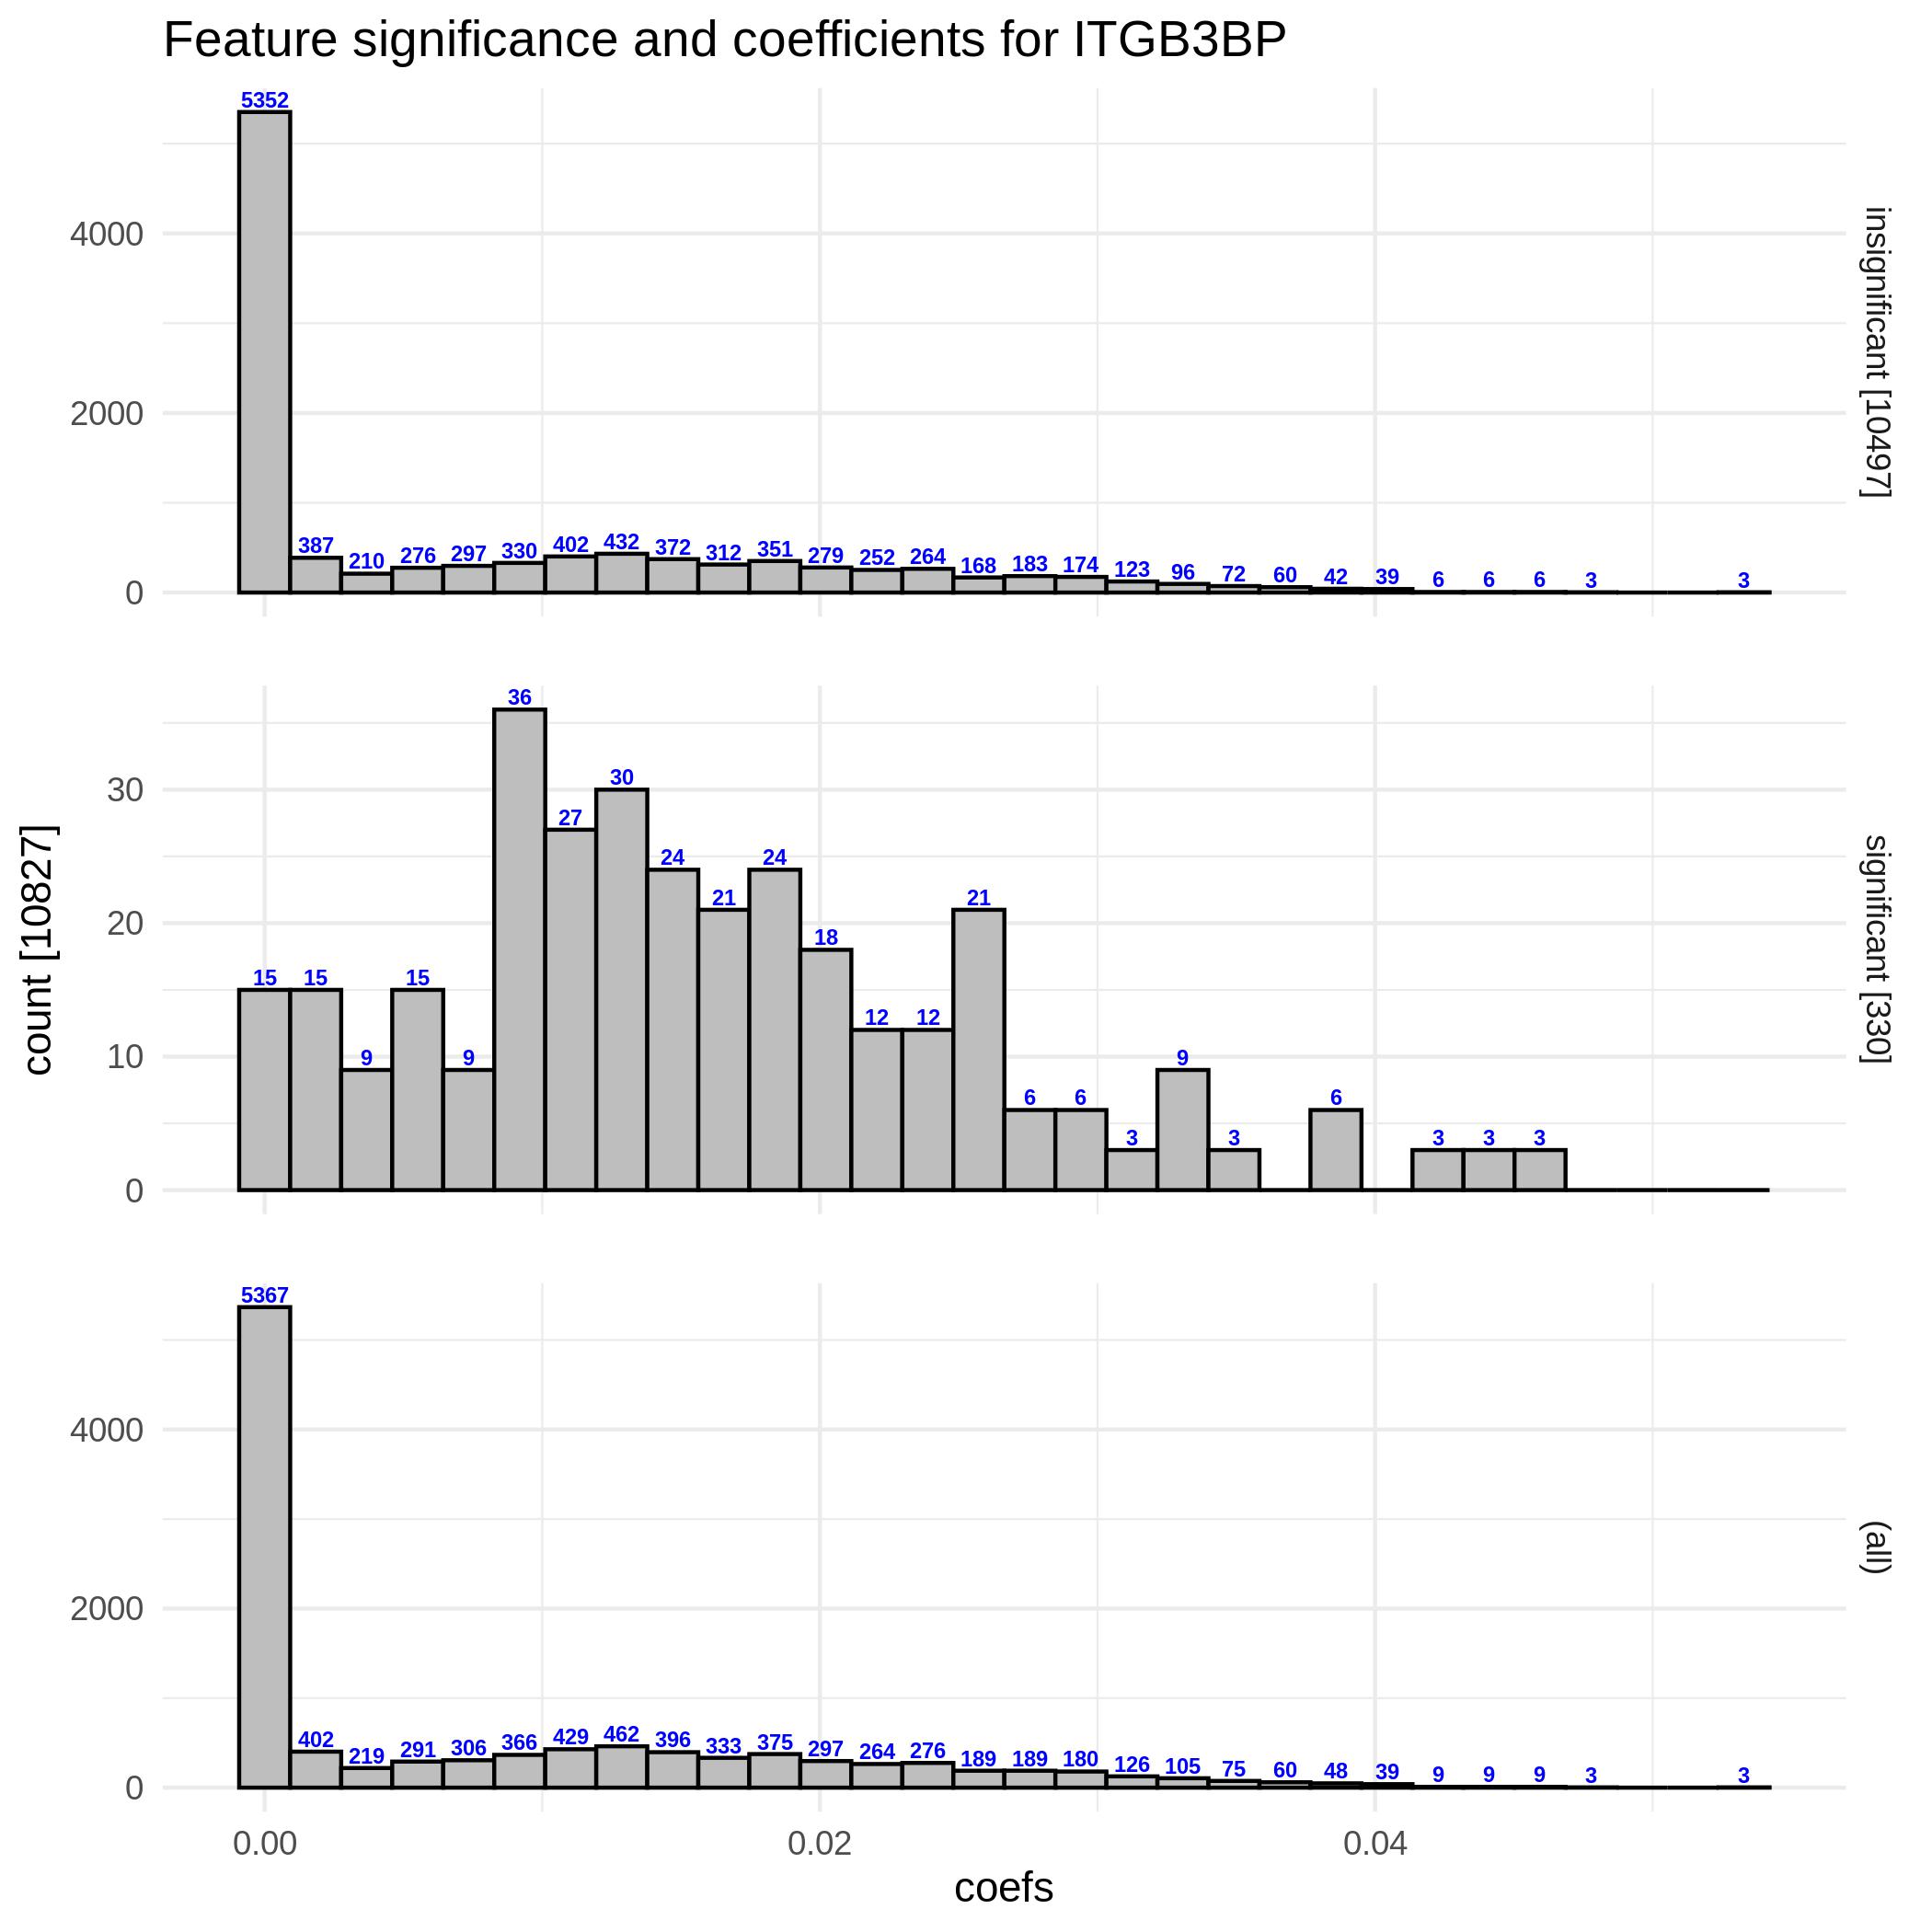 Feature significance and coefficients for ITGB3BP
5352
387 210 276 297 330 402 432 372 312 351 279 252 264 168 183 174 123 96 72 60 42 39 6 6 6 3 3
4000
2000
0
insignificant [10497]
36
27
30
24
21
24
18
12 12
21
15 15 9 15 9
6 6 3 9 3 6 3 3 3
30
20
10
0
significant [330]
count [10827]
5367
402 219 291 306 366 429 462 396 333 375 297 264 276 189 189 180 126 105 75 60 48 39 9 9 9 3 3
4000
2000
0
(all)
0.00 0.02 0.04
coefs